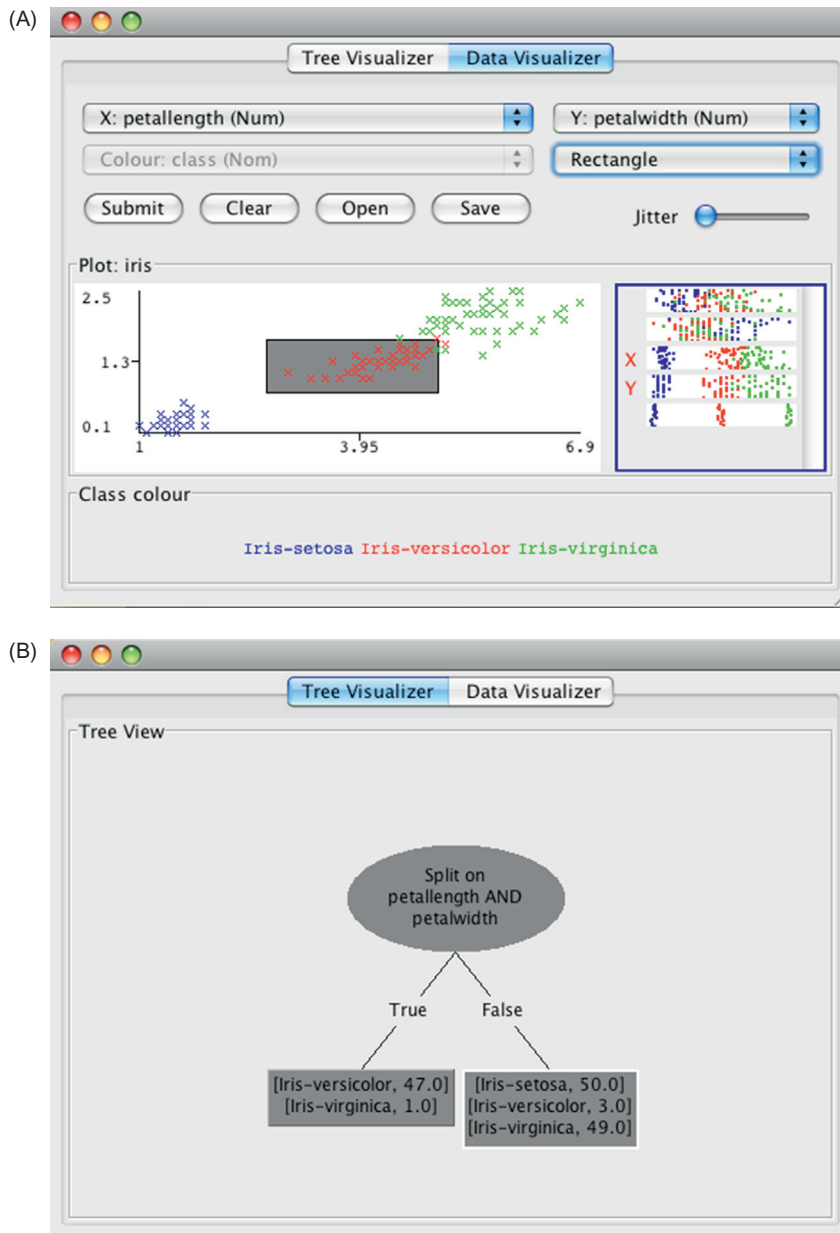 (A)
Tree Visualizer Data Visualizer
X: petallength (Num) Y: petalwidth (Num)
Colour: class (Nom) Rectangle
Submit Clear Open Save Jitter
Plot: iris
2.5
1.3
0.1
1 3.95 6.9
X
Y
Class colour
Iris-setosa Iris-versicolor Iris-virginica
(B)
Tree Visualizer Data Visualizer
Tree View
Split on
petallength AND
petalwidth
True False
[Iris-versicolor, 47.0] [Iris-setosa, 50.0]
[Iris-virginica, 1.0] [Iris-versicolor, 3.0]
[Iris-virginica, 49.0]